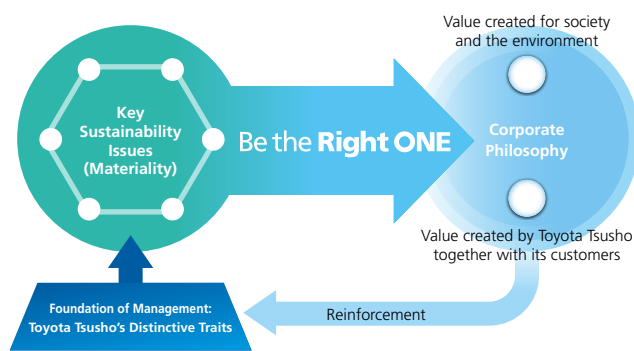 Value created for society
and the environment
Key
Sustainability
Issues
(Materiality)
Be the Right ONE
Corporate
Philosophy
Value created by Toyota Tsusho
together with its customers
Foundation of Management:
Toyota Tsusho's Distinctive Traits
Reinforcement